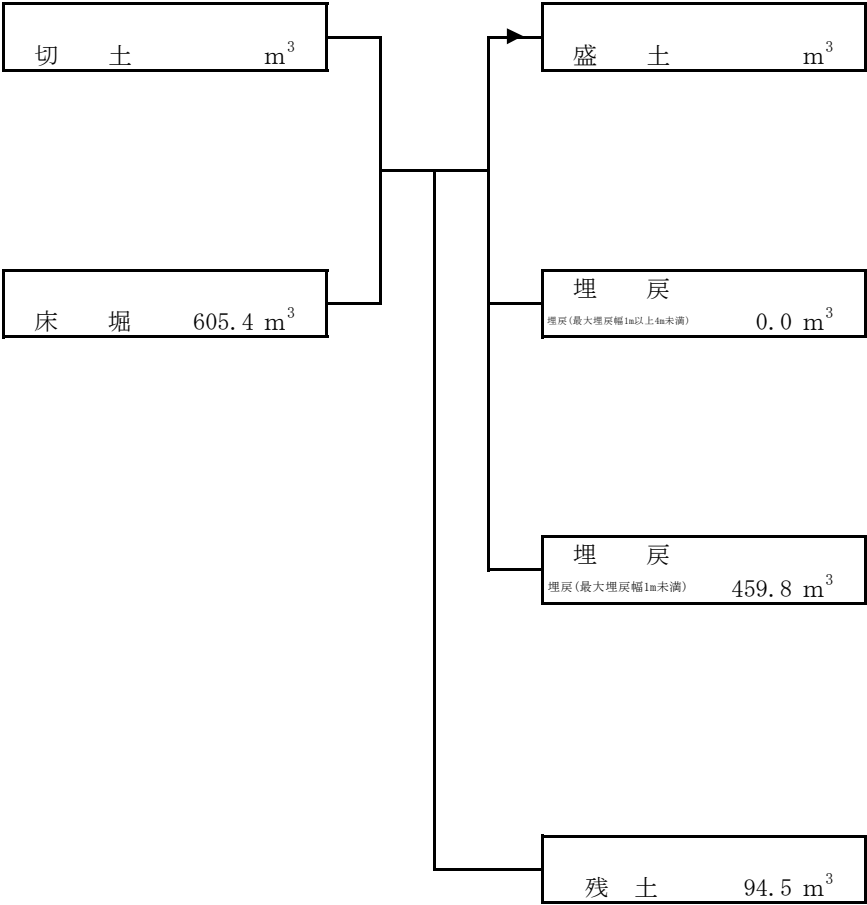 切 土 m³
盛 土 m³
床 堀 605.4 m³
埋 戻
埋戻(最大埋戻幅1m以上4m未満) 0.0 m³
埋 戻
埋戻(最大埋戻幅1m未満) 459.8 m³
残 土 94.5 m³